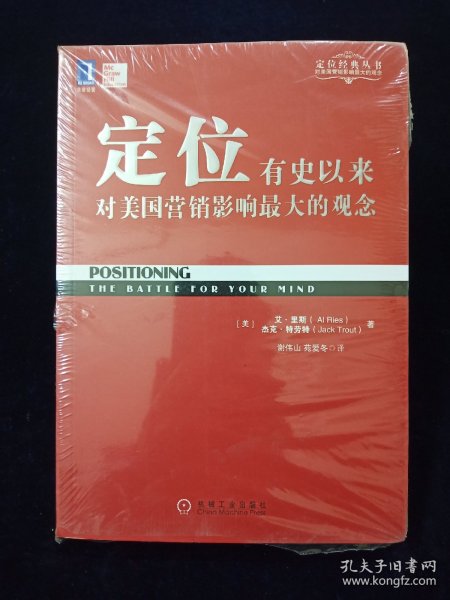 Mc
Graw
Hill
定位经典丛书
对美国营销影响最大的观念
定位 有史以来
对美国营销影响最大的观念
POSITIONING
THE BATTLE FOR YOUR MIND
[美] 艾·里斯(Al Ries)
杰克·特劳特(Jack Trout) 著
谢伟山 苑爱冬◎译
机械工业出版社
China Machine Press
孔夫子旧书网
www.kongfz.com